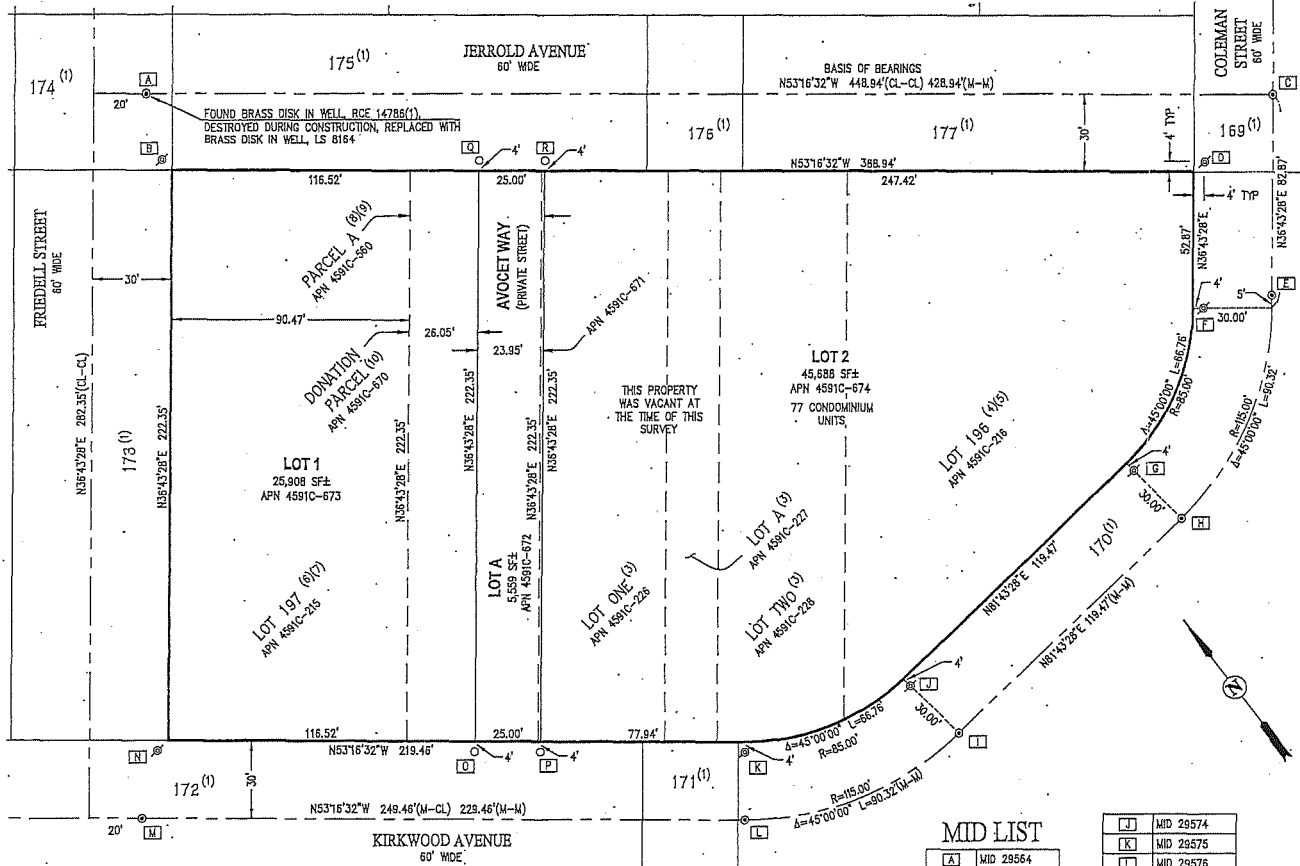 JERROLD AVENUE
60' WIDE
COLEMAN
STREET
60' WIDE
174 (1)
175 (1)
A
20'
FOUND BRASS DISK IN WELL, RCE 14786(1),
DESTROYED DURING CONSTRUCTION, REPLACED WITH
BRASS DISK IN WELL, LS 8164
BASIS OF BEARINGS
N53°16'32"W 448.94'(CL-CL) 428.94'(M-M)
C
176 (1)
177 (1)
30'
4' TYP
169 (1)
B
Q
4'
R
4'
N53°16'32"W 388.94'
D
116.52'
25.00'
247.42'
4' TYP
N36°43'28"E 82.87'
FRIEDELL STREET
60' WIDE
30'
PARCEL A (8)(9)
APN 4591C-560
AVOCET WAY
(PRIVATE STREET)
APN 4591C-671
52.87'
N36°43'28"E
4'
5'
E
F
30.00'
90.47'
26.05'
23.95'
DONATION
PARCEL (10)
APN 4591C-670
LOT 2
45,688 SF±
APN 4591C-674
77 CONDOMINIUM
UNITS
THIS PROPERTY
WAS VACANT AT
THE TIME OF THIS
SURVEY
Δ=45°00'00" L=66.76'
R=85.00'
R=115.00'
Δ=45°00'00" L=90.32'
N36°43'28"E 282.35'(CL-CL)
173 (1)
N36°43'28"E 222.35'
N36°43'28"E 222.35'
N36°43'28"E 222.35'
N36°43'28"E 222.35'
LOT 1
25,908 SF±
APN 4591C-673
LOT 196 (4)(5)
APN 4591C-216
4'
G
30.00'
H
170 (1)
LOT A
5,559 SF±
APN 4591C-672
LOT A (3)
APN 4591C-227
LOT 197 (6)(7)
APN 4591C-215
LOT ONE (3)
APN 4591C-226
LOT TWO (3)
APN 4591C-228
N81°43'28"E 119.47'
N81°43'28"E 119.47'(M-M)
4'
J
30.00'
I
N
116.52'
25.00'
77.94'
Δ=45°00'00" L=66.76'
R=85.00'
N53°16'32"W 219.46'
N
O
4'
P
4'
K
4'
172 (1)
30'
171 (1)
R=115.00'
Δ=45°00'00" L=90.32'(M-M)
N53°16'32"W 249.46'(M-CL) 229.46'(M-M)
20'
M
L
KIRKWOOD AVENUE
60' WIDE
MID LIST
A MID 29564
J MID 29574
K MID 29575
L MID 29576